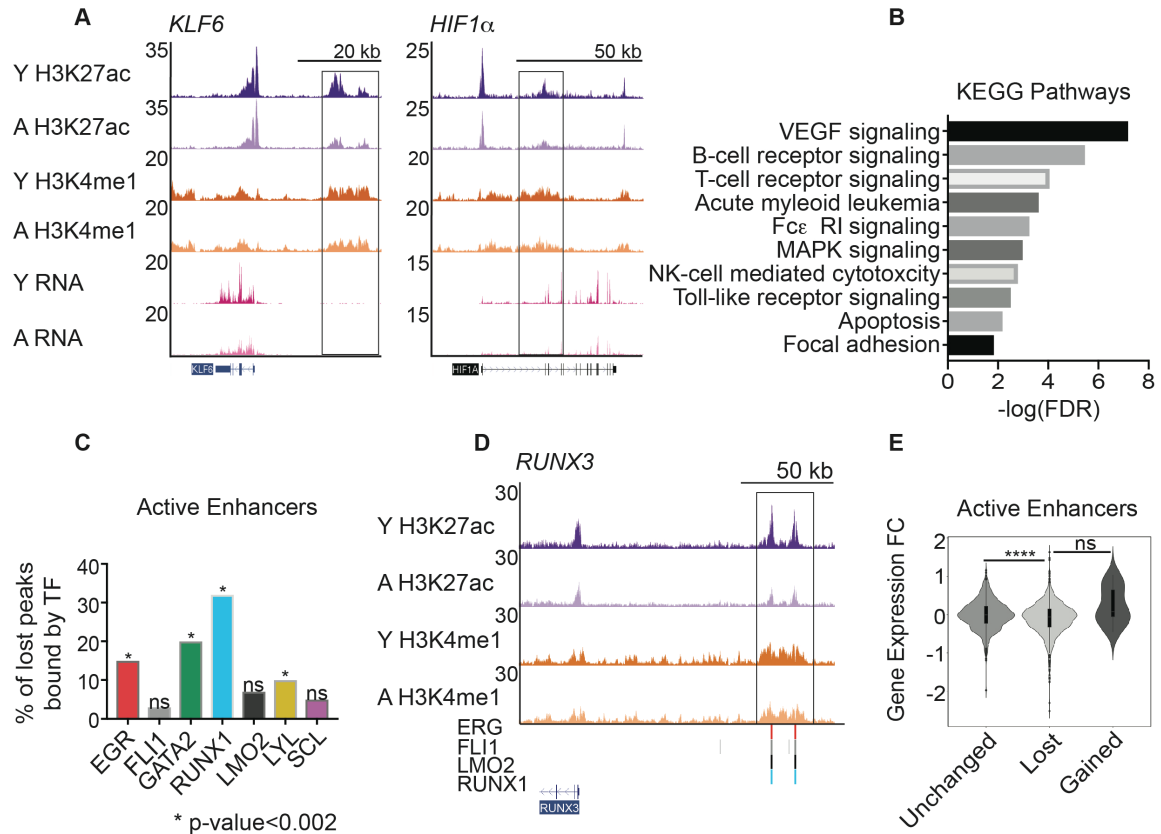 A
KLF6
HIF1α
35
20 kb
25
50 kb
Y H3K27ac
35
25
A H3K27ac
20
20
Y H3K4me1
20
20
A H3K4me1
20
15
Y RNA
20
15
A RNA
KLF6
HIF1A
B
KEGG Pathways
VEGF signaling
B-cell receptor signaling
T-cell receptor signaling
Acute myleoid leukemia
Fcε RI signaling
MAPK signaling
NK-cell mediated cytotoxcity
Toll-like receptor signaling
Apoptosis
Focal adhesion
0 2 4 6 8
-log(FDR)
C
Active Enhancers
% of lost peaks
bound by TF
40
30
20
10
0
* ns * * ns * ns
EGR
FLI1
GATA2
RUNX1
LMO2
LYL
SCL
* p-value<0.002
D
RUNX3
50 kb
30
Y H3K27ac
30
A H3K27ac
30
Y H3K4me1
30
A H3K4me1
ERG
FLI1
LMO2
RUNX1
RUNX3
E
Active Enhancers
Gene Expression FC
2
1
0
-1
-2
**** ns
Unchanged
Lost
Gained